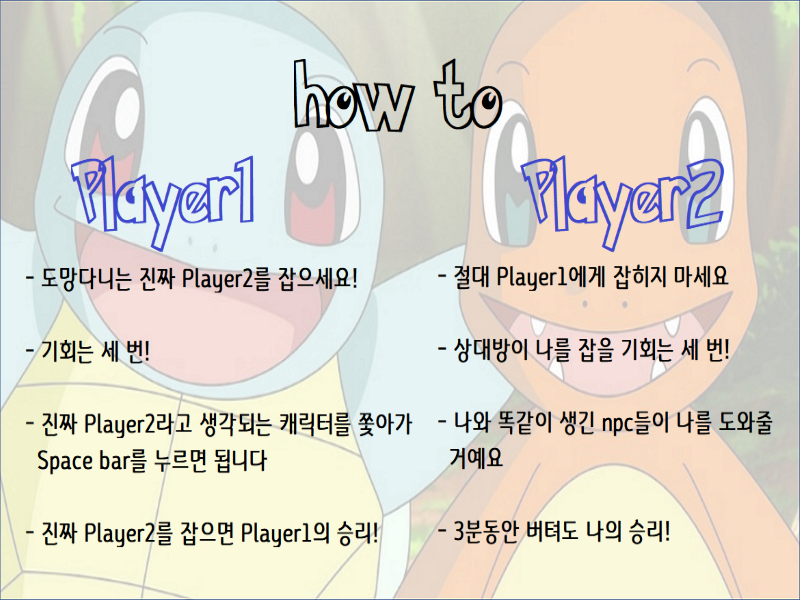 how to
Player1
- 도망다니는 진짜 Player2를 잡으세요!
- 기회는 세 번!
- 진짜 Player2라고 생각되는 캐릭터를 쫓아가
Space bar를 누르면 됩니다
- 진짜 Player2를 잡으면 Player1의 승리!
Player2
- 절대 Player1에게 잡히지 마세요
- 상대방이 나를 잡을 기회는 세 번!
- 나와 똑같이 생긴 npc들이 나를 도와줄
거예요
- 3분동안 버텨도 나의 승리!